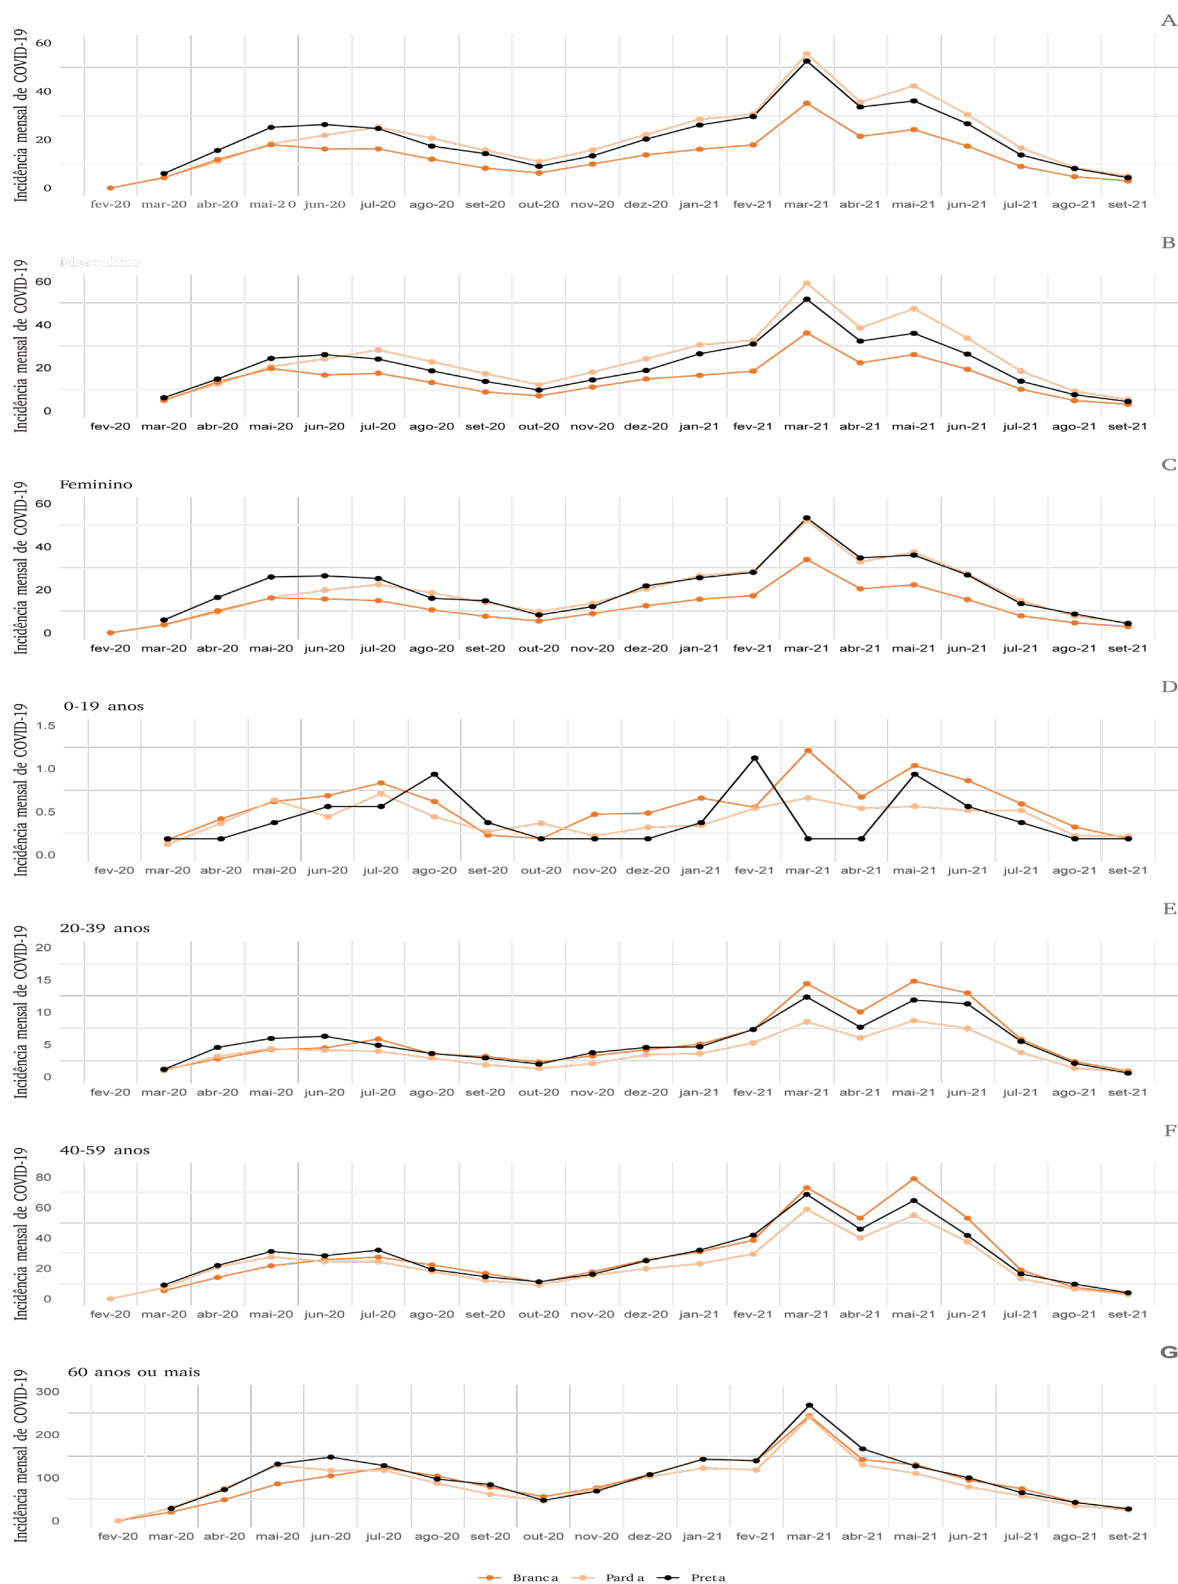 A
Incidência mensal de COVID-19
60
40
20
0
fev-20 mar-20 abr-20 mai-20 jun-20 jul-20 ago-20 set-20 out-20 nov-20 dez-20 jan-21 fev-21 mar-21 abr-21 mai-21 jun-21 jul-21 ago-21 set-21
B
Masculino
Incidência mensal de COVID-19
60
40
20
0
fev-20 mar-20 abr-20 mai-20 jun-20 jul-20 ago-20 set-20 out-20 nov-20 dez-20 jan-21 fev-21 mar-21 abr-21 mai-21 jun-21 jul-21 ago-21 set-21
C
Feminino
Incidência mensal de COVID-19
60
40
20
0
fev-20 mar-20 abr-20 mai-20 jun-20 jul-20 ago-20 set-20 out-20 nov-20 dez-20 jan-21 fev-21 mar-21 abr-21 mai-21 jun-21 jul-21 ago-21 set-21
D
0-19 anos
Incidência mensal de COVID-19
1.5
1.0
0.5
0.0
fev-20 mar-20 abr-20 mai-20 jun-20 jul-20 ago-20 set-20 out-20 nov-20 dez-20 jan-21 fev-21 mar-21 abr-21 mai-21 jun-21 jul-21 ago-21 set-21
E
20-39 anos
Incidência mensal de COVID-19
20
15
10
5
0
fev-20 mar-20 abr-20 mai-20 jun-20 jul-20 ago-20 set-20 out-20 nov-20 dez-20 jan-21 fev-21 mar-21 abr-21 mai-21 jun-21 jul-21 ago-21 set-21
F
40-59 anos
Incidência mensal de COVID-19
80
60
40
20
0
fev-20 mar-20 abr-20 mai-20 jun-20 jul-20 ago-20 set-20 out-20 nov-20 dez-20 jan-21 fev-21 mar-21 abr-21 mai-21 jun-21 jul-21 ago-21 set-21
G
60 anos ou mais
Incidência mensal de COVID-19
300
200
100
0
fev-20 mar-20 abr-20 mai-20 jun-20 jul-20 ago-20 set-20 out-20 nov-20 dez-20 jan-21 fev-21 mar-21 abr-21 mai-21 jun-21 jul-21 ago-21 set-21
Branca Parda Preta